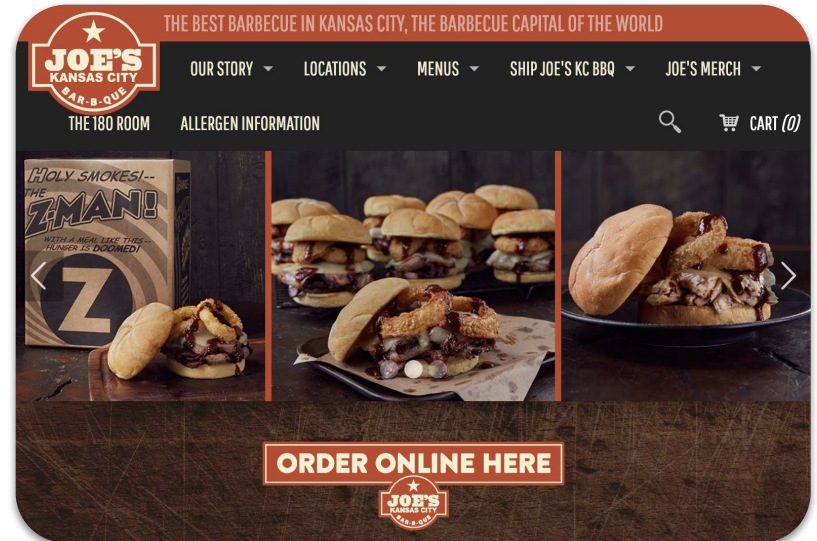 THE BEST BARBECUE IN KANSAS CITY, THE BARBECUE CAPITAL OF THE WORLD
JOE'S
KANSAS CITY
BAR-B-QUE
OUR STORY
LOCATIONS
MENUS
SHIP JOE'S KC BBQ
JOE'S MERCH
THE 180 ROOM
ALLERGEN INFORMATION
CART (0)
HOLY SMOKES!--
THE
Z-MAN!
WITH A MEAL LIKE THIS--
HUNGER IS DOOMED!
Z
ORDER ONLINE HERE
JOE'S
KANSAS CITY
BAR-B-QUE